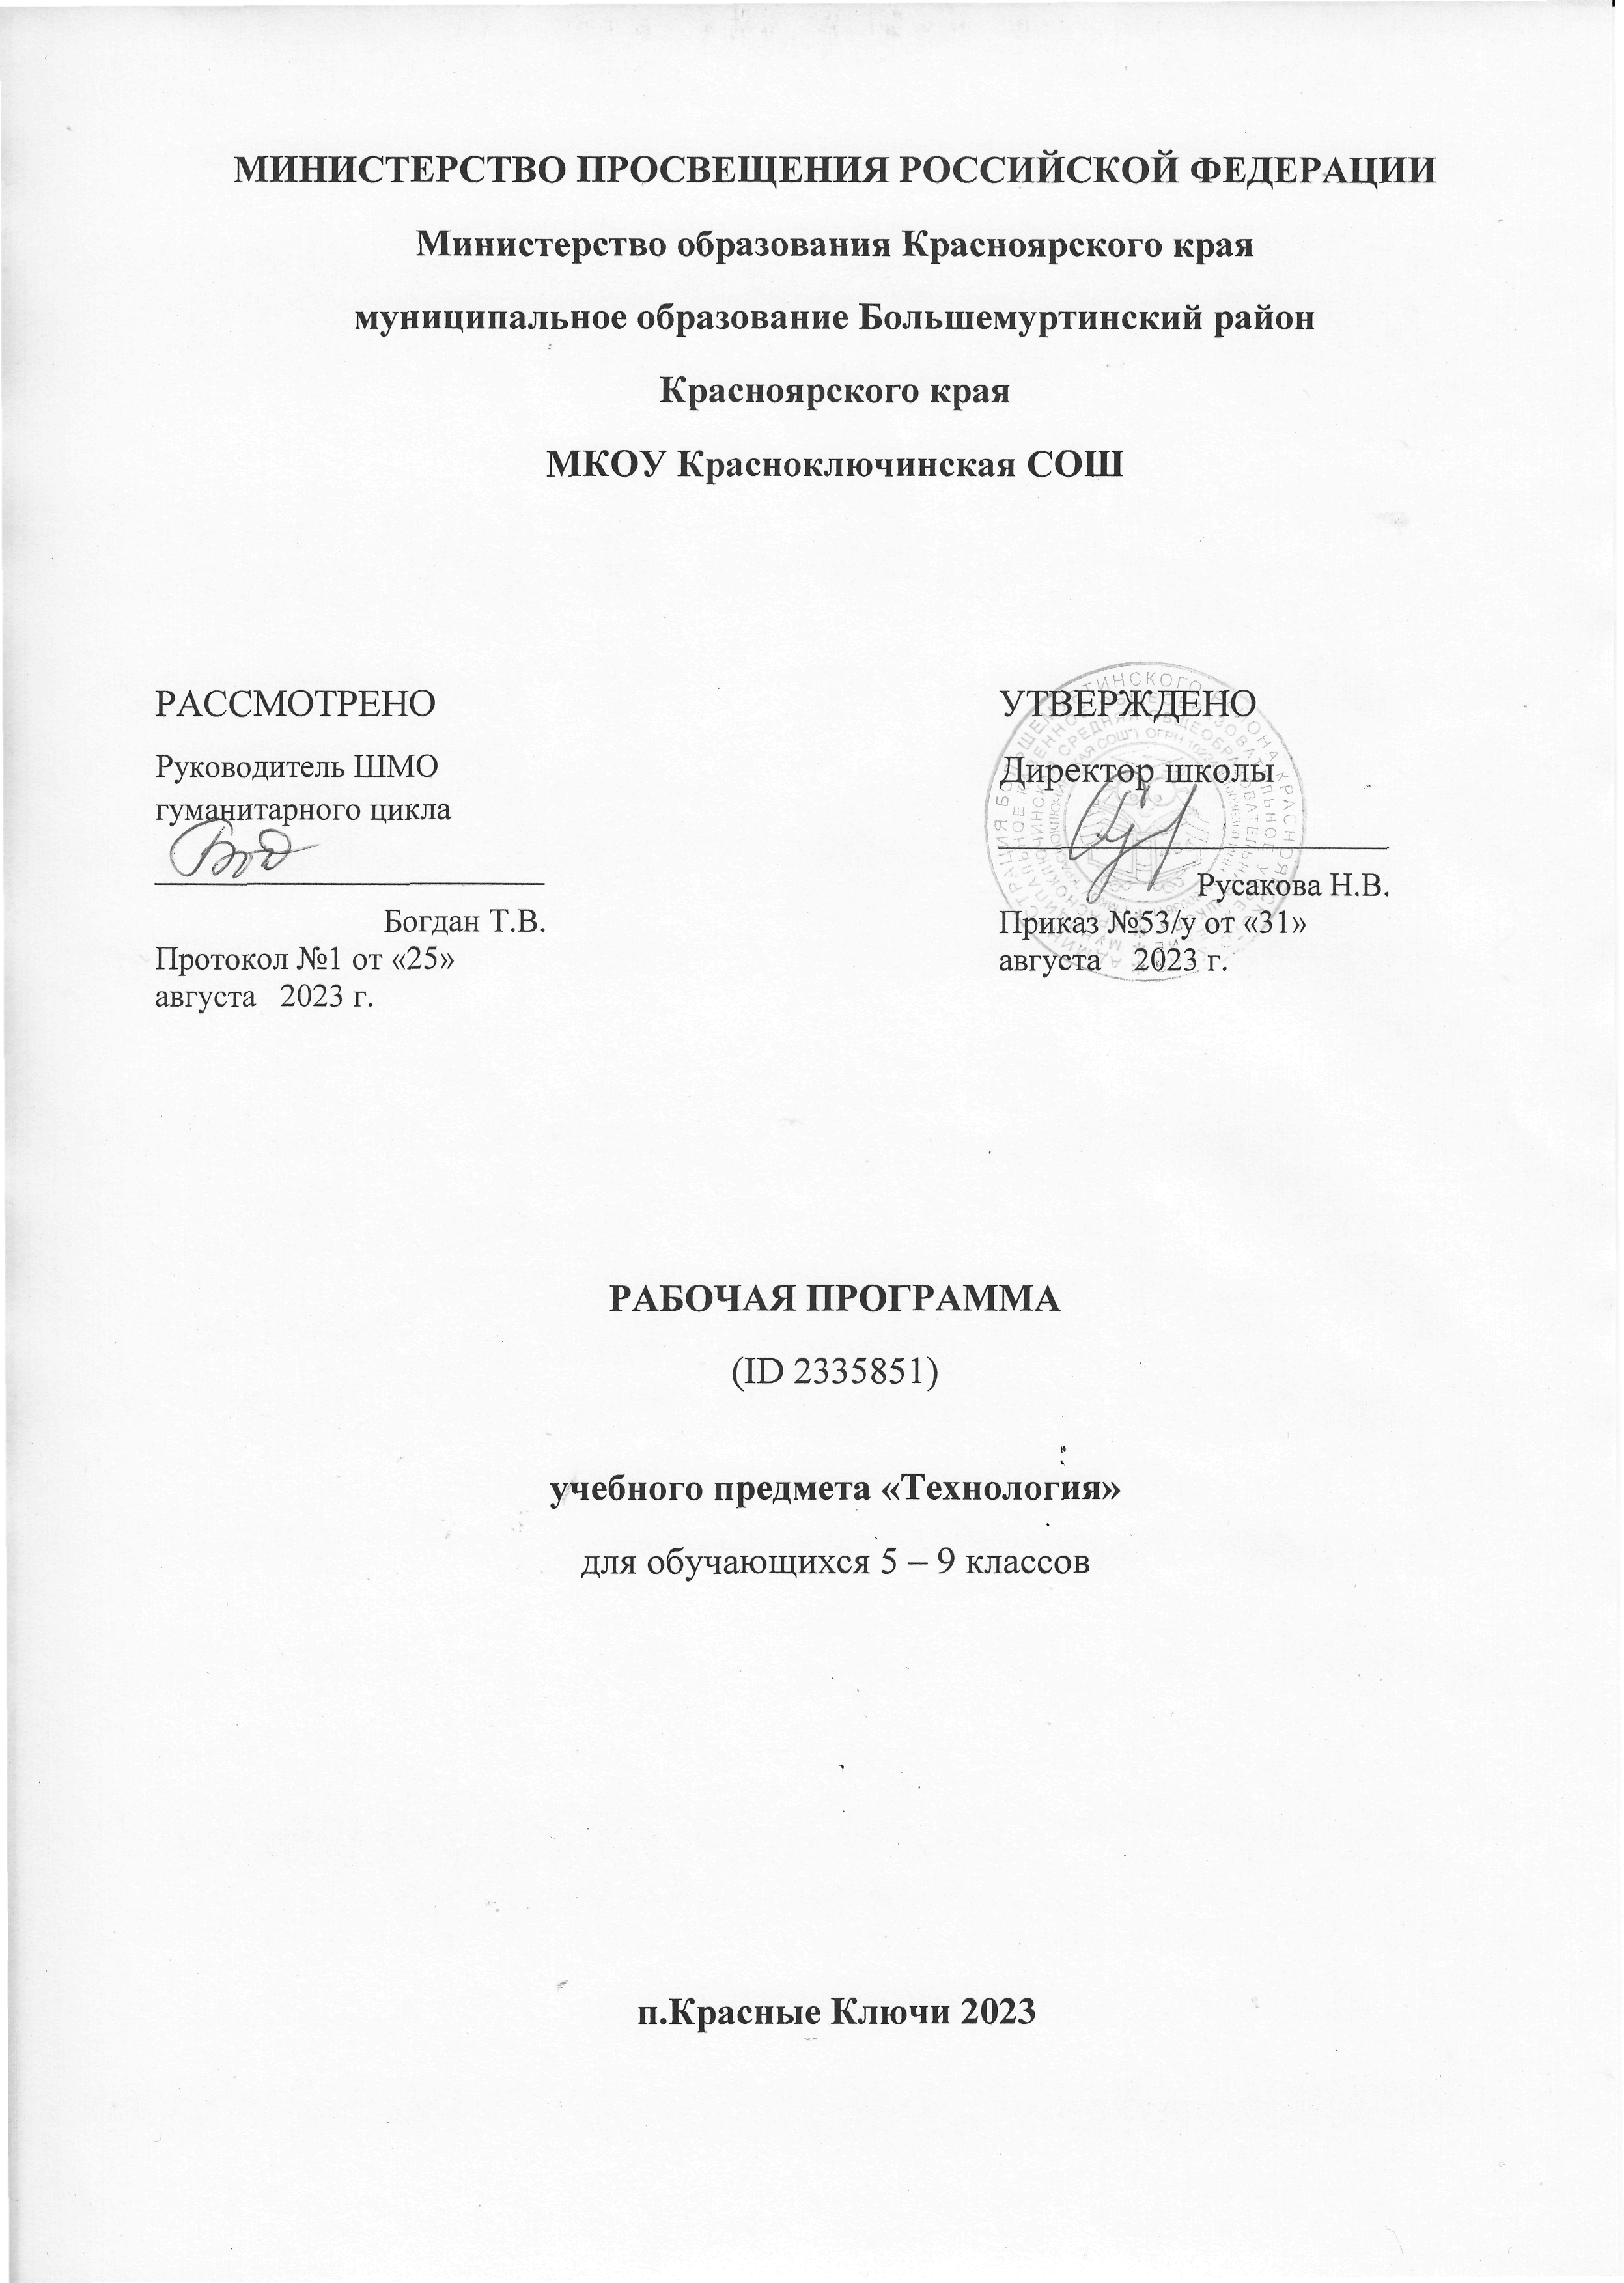 МИНИСТЕРСТВО ПРОСВЕЩЕНИЯ РОССИЙСКОЙ ФЕДЕРАЦИИ
Министерство образования Красноярского края
муниципальное образование Большемуртинский район
Красноярского края
МКОУ Красноключинская СОШ
РАССМОТРЕНО
Руководитель ШМО
гуманитарного цикла
Богдан Т.В.
Протокол №1 от «25»
августа 2023 г.
УТВЕРЖДЕНО
Директор школы
Русакова Н.В.
Приказ №53/у от «31»
августа 2023 г.
РАБОЧАЯ ПРОГРАММА
(ID 2335851)
учебного предмета «Технология»
для обучающихся 5 – 9 классов
п.Красные Ключи 2023